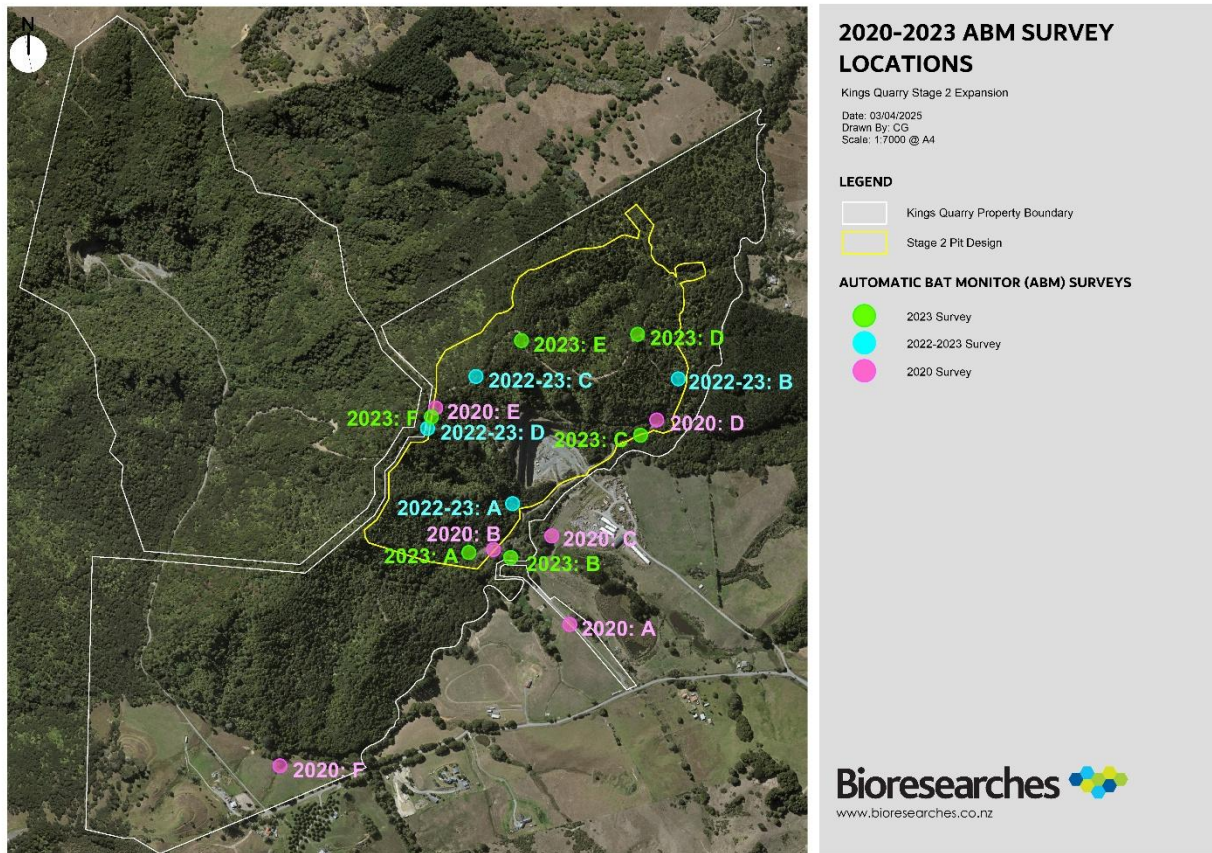 N
2023: E
2023: D
2022-23: C
2022-23: B
2020: E
2023: F
2022-23: D
2020: D
2023: C
2022-23: A
2020: B
2020: C
2023: A
2023: B
2020: A
2020: F
2020-2023 ABM SURVEY
LOCATIONS
Kings Quarry Stage 2 Expansion
Date: 03/04/2025
Drawn By: CG
Scale: 1:7000 @ A4
LEGEND
Kings Quarry Property Boundary
Stage 2 Pit Design
AUTOMATIC BAT MONITOR (ABM) SURVEYS
2023 Survey
2022-2023 Survey
2020 Survey
Bioresearches
www.bioresearches.co.nz